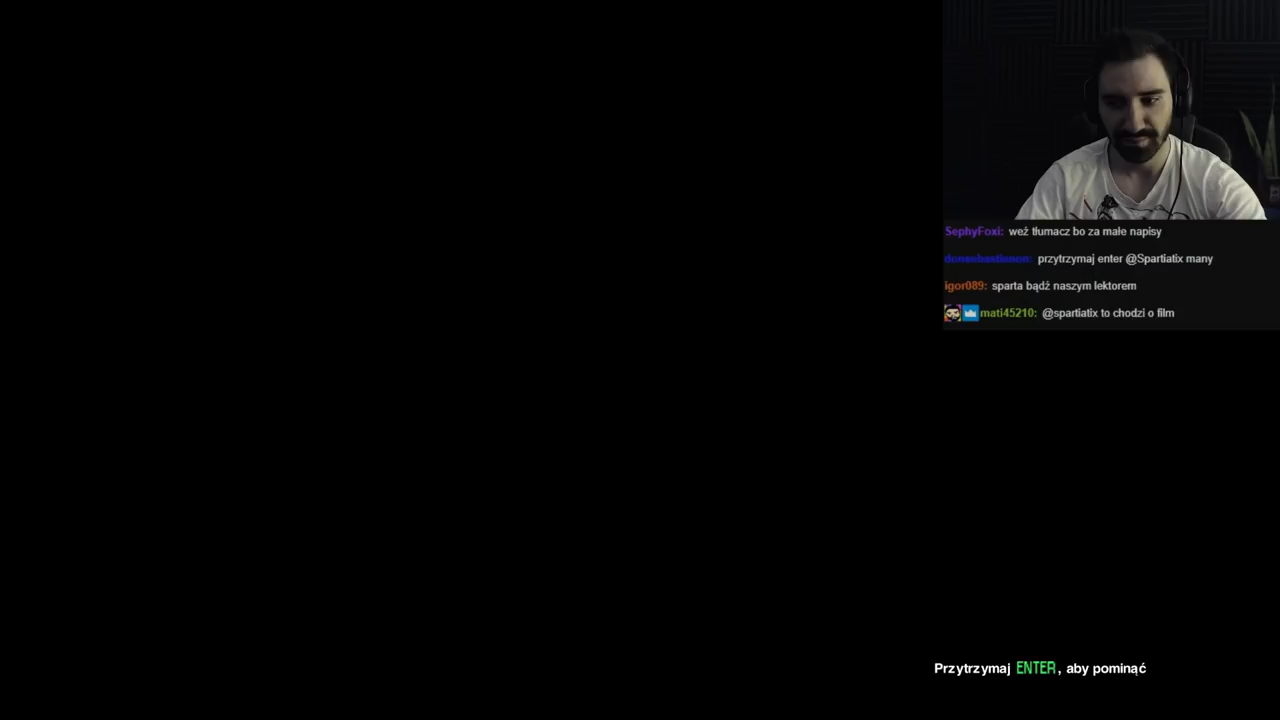 SephyFoxi: weź tłumacz bo za małe napisy
donsebastianon: przytrzymaj enter @Spartiatix many
igor089: sparta bądź naszym lektorem
mati45210: @spartiatix to chodzi o film
Przytrzymaj ENTER, aby pominąć